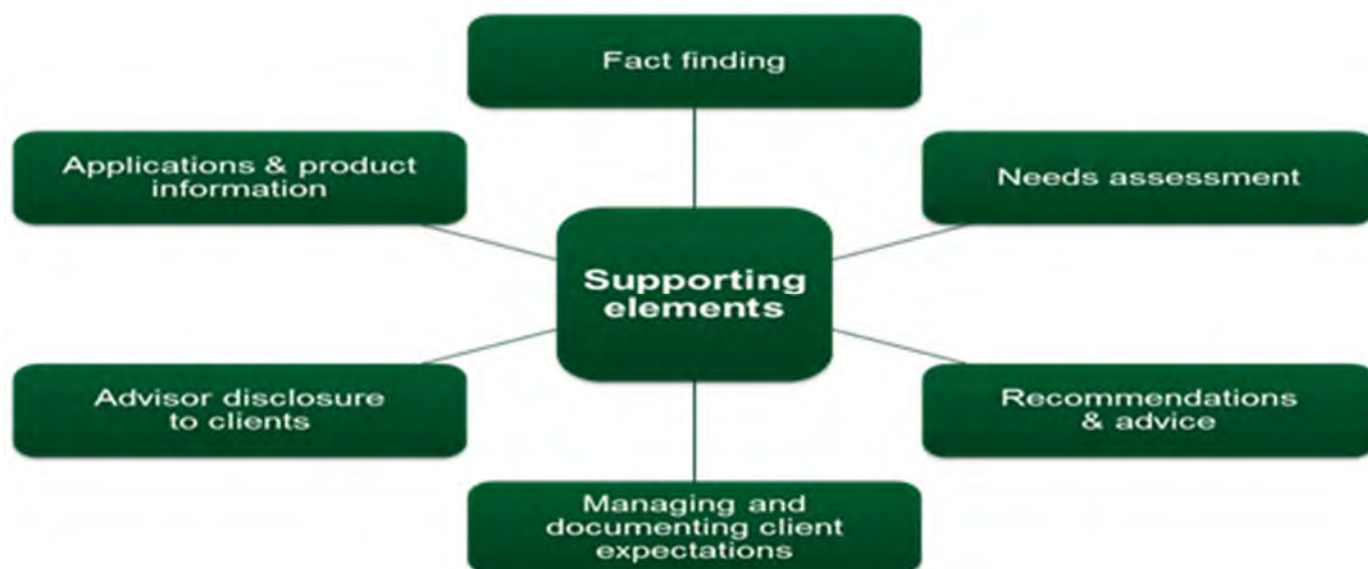 Fact finding
Applications & product
information
Needs assessment
Supporting
elements
Advisor disclosure
to clients
Recommendations
& advice
Managing and
documenting client
expectations